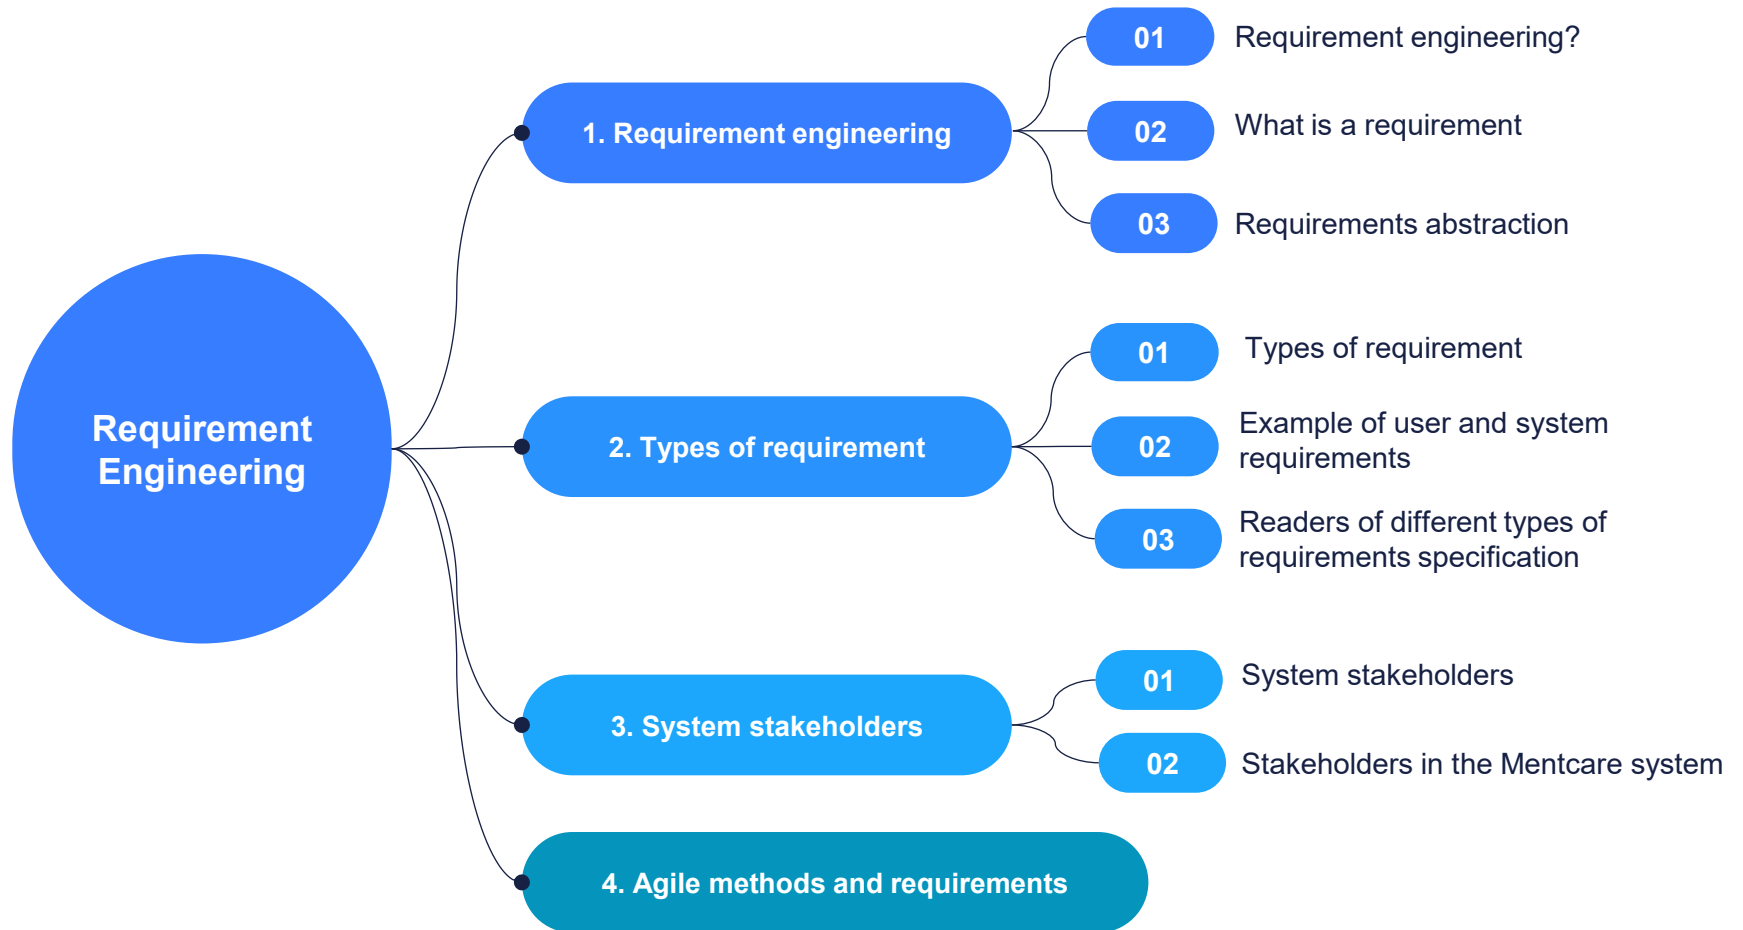 Requirement
Engineering
1. Requirement engineering
01
Requirement engineering?
02
What is a requirement
03
Requirements abstraction
2. Types of requirement
01
Types of requirement
02
Example of user and system
requirements
03
Readers of different types of
requirements specification
3. System stakeholders
01
System stakeholders
02
Stakeholders in the Mentcare system
4. Agile methods and requirements